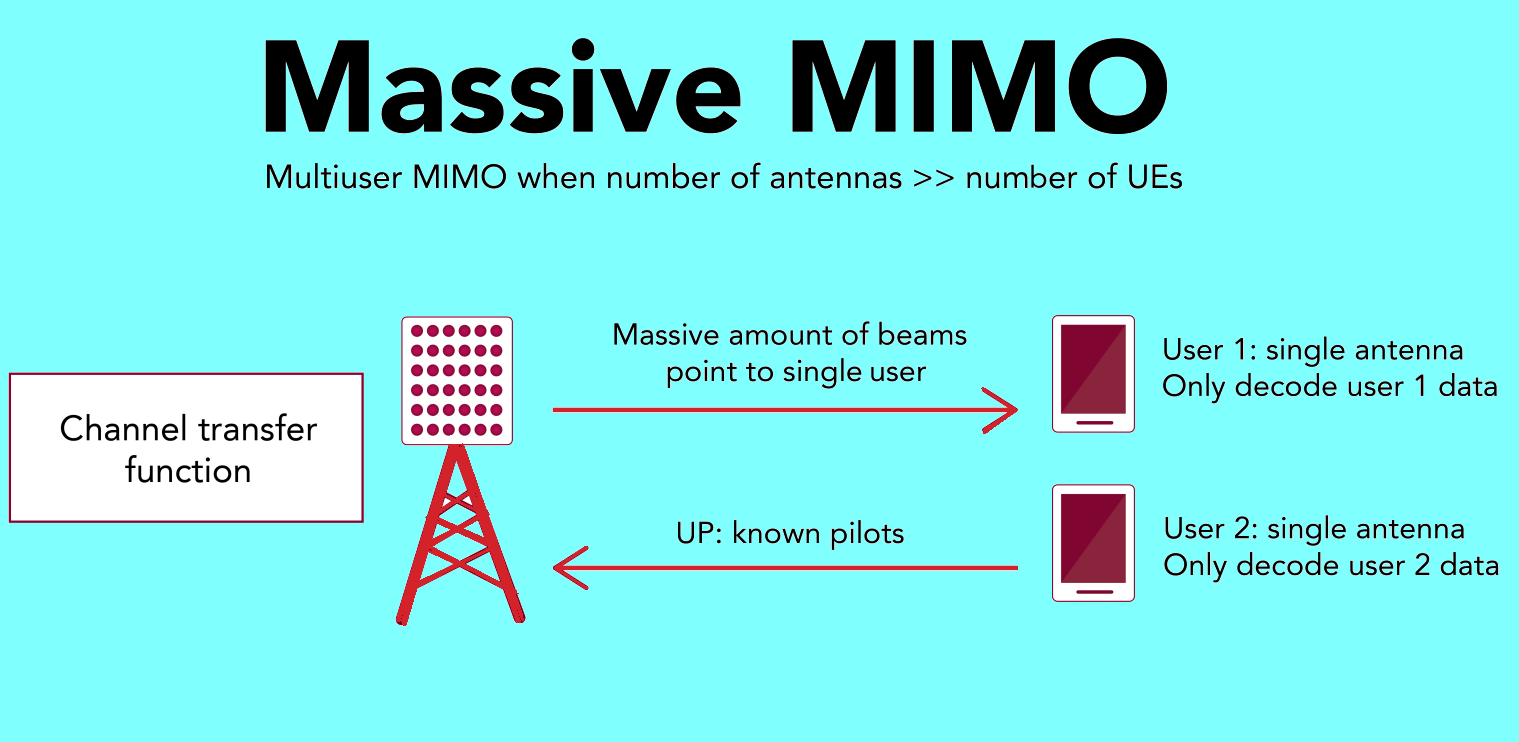 Massive MIMO
Multiuser MIMO when number of antennas >> number of UEs
Channel transfer
function
Massive amount of beams
point to single user
User 1: single antenna
Only decode user 1 data
UP: known pilots
User 2: single antenna
Only decode user 2 data